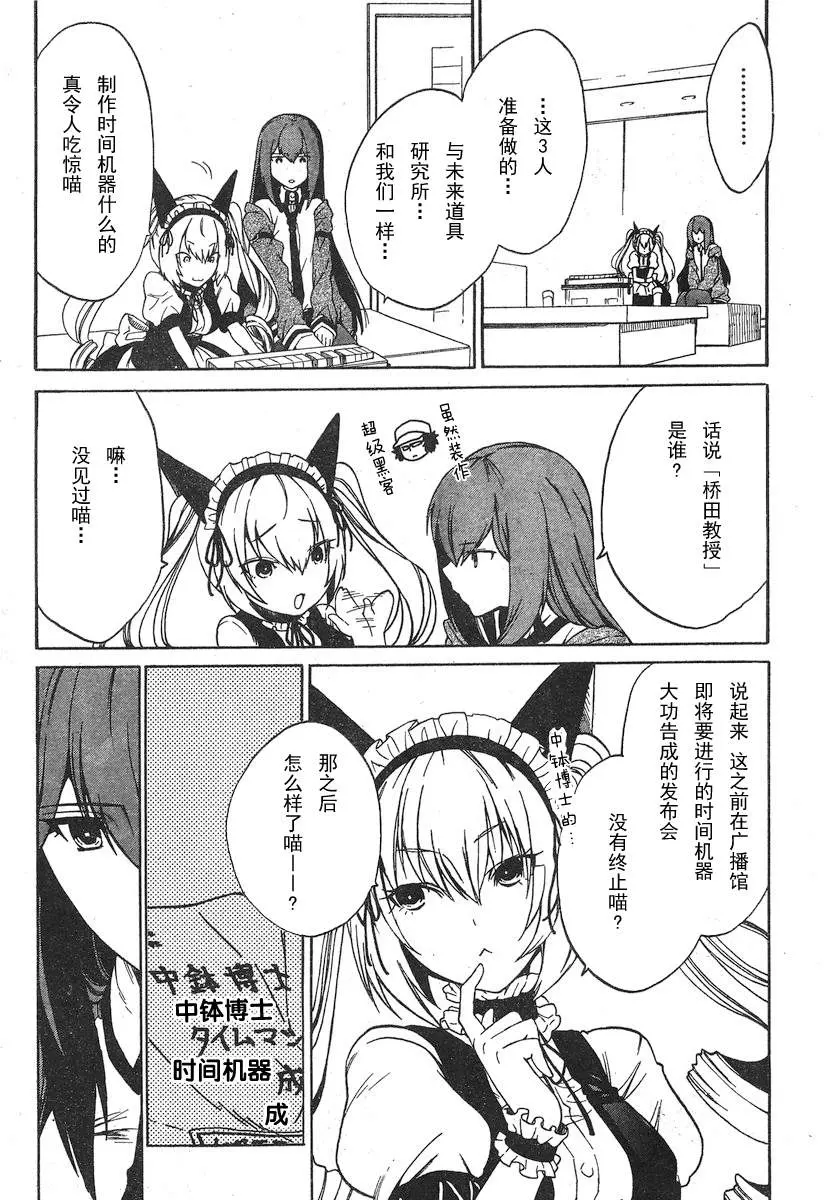 …………
…这3人
准备做的…
与未来道具
研究所…
和我们一样…
制作时间机器什么的
真令人吃惊喵
话说「桥田教授」
是谁？
虽然装作
超级黑客
嘛…
没见过喵…
说起来 这之前在广播馆
即将要进行的时间机器
大功告成的发布会
没有终止喵？
中钵博士的…
那之后
怎么样了喵——？
中鉢博士
中钵博士
タイムマシ
时间机器
成
成